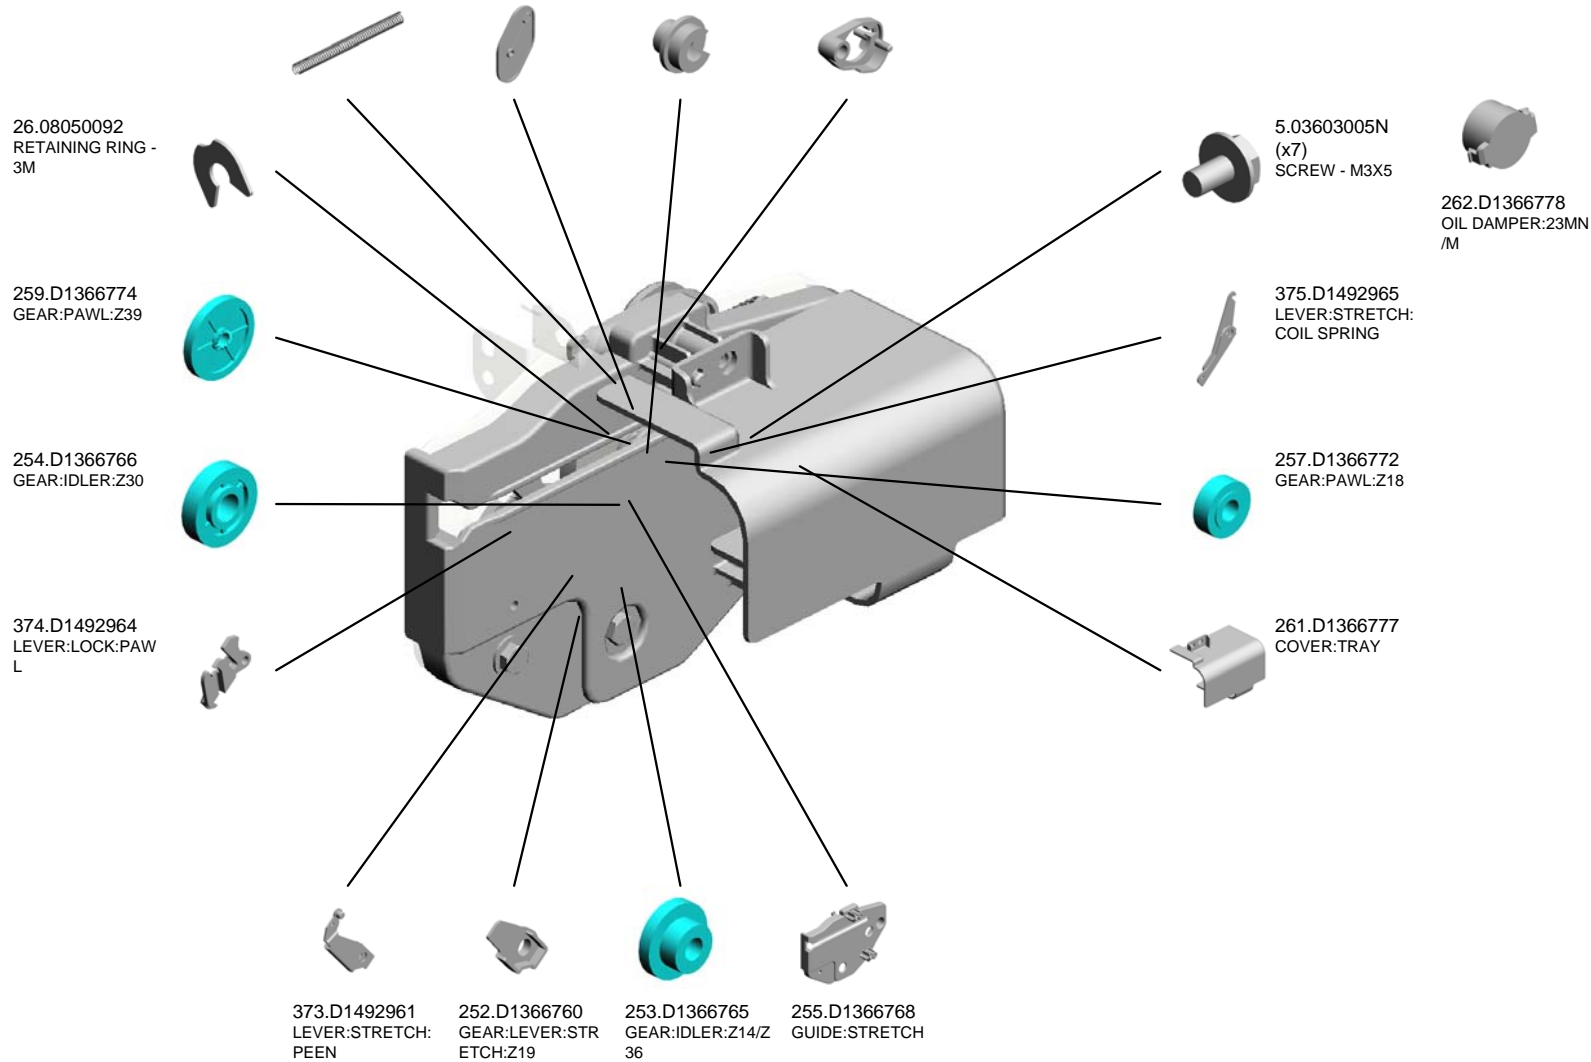 26.08050092
RETAINING RING -
3M
5.03603005N
(x7)
SCREW - M3X5
262.D1366778
OIL DAMPER:23MN
/M
259.D1366774
GEAR:PAWL:Z39
375.D1492965
LEVER:STRETCH:
COIL SPRING
254.D1366766
GEAR:IDLER:Z30
257.D1366772
GEAR:PAWL:Z18
374.D1492964
LEVER:LOCK:PAW
L
261.D1366777
COVER:TRAY
373.D1492961
LEVER:STRETCH:
PEEN
252.D1366760
GEAR:LEVER:STR
ETCH:Z19
253.D1366765
GEAR:IDLER:Z14/Z
36
255.D1366768
GUIDE:STRETCH